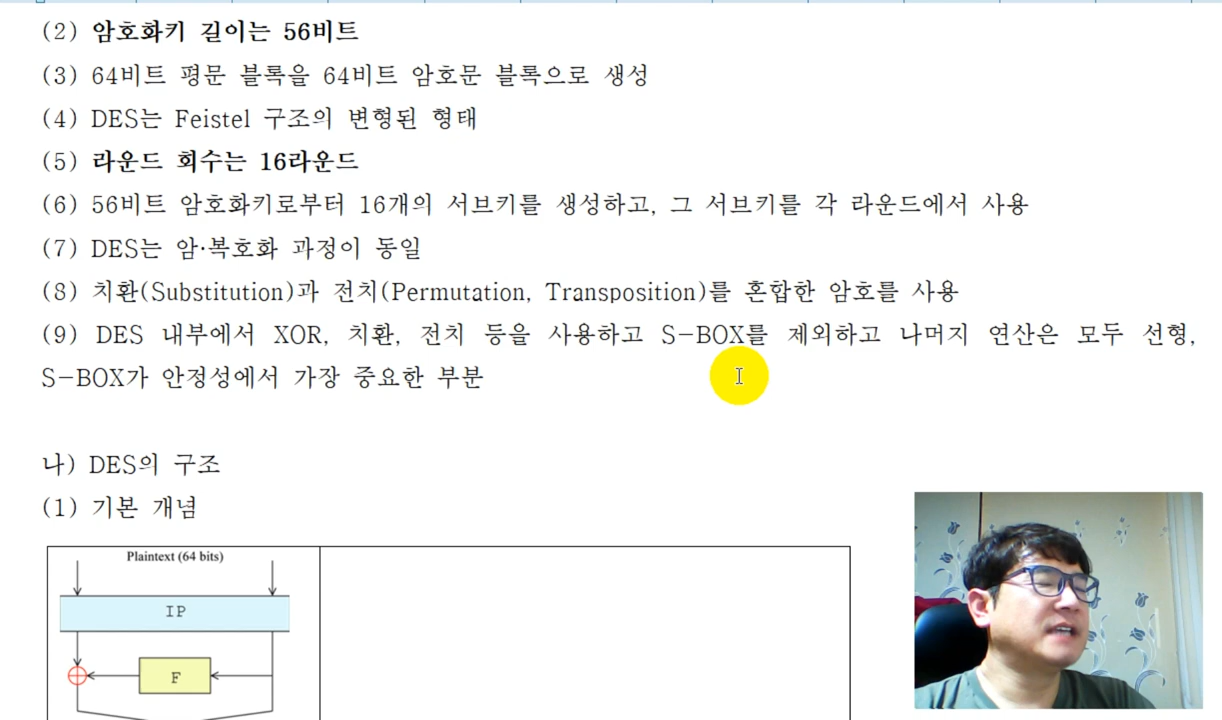 (2) 암호화키 길이는 56비트
(3) 64비트 평문 블록을 64비트 암호문 블록으로 생성
(4) DES는 Feistel 구조의 변형된 형태
(5) 라운드 회수는 16라운드
(6) 56비트 암호화키로부터 16개의 서브키를 생성하고, 그 서브키를 각 라운드에서 사용
(7) DES는 암·복호화 과정이 동일
(8) 치환(Substitution)과 전치(Permutation, Transposition)를 혼합한 암호를 사용
(9) DES 내부에서 XOR, 치환, 전치 등을 사용하고 S-BOX를 제외하고 나머지 연산은 모두 선형,
S-BOX가 안정성에서 가장 중요한 부분
나) DES의 구조
(1) 기본 개념
Plaintext (64 bits)
IP
F